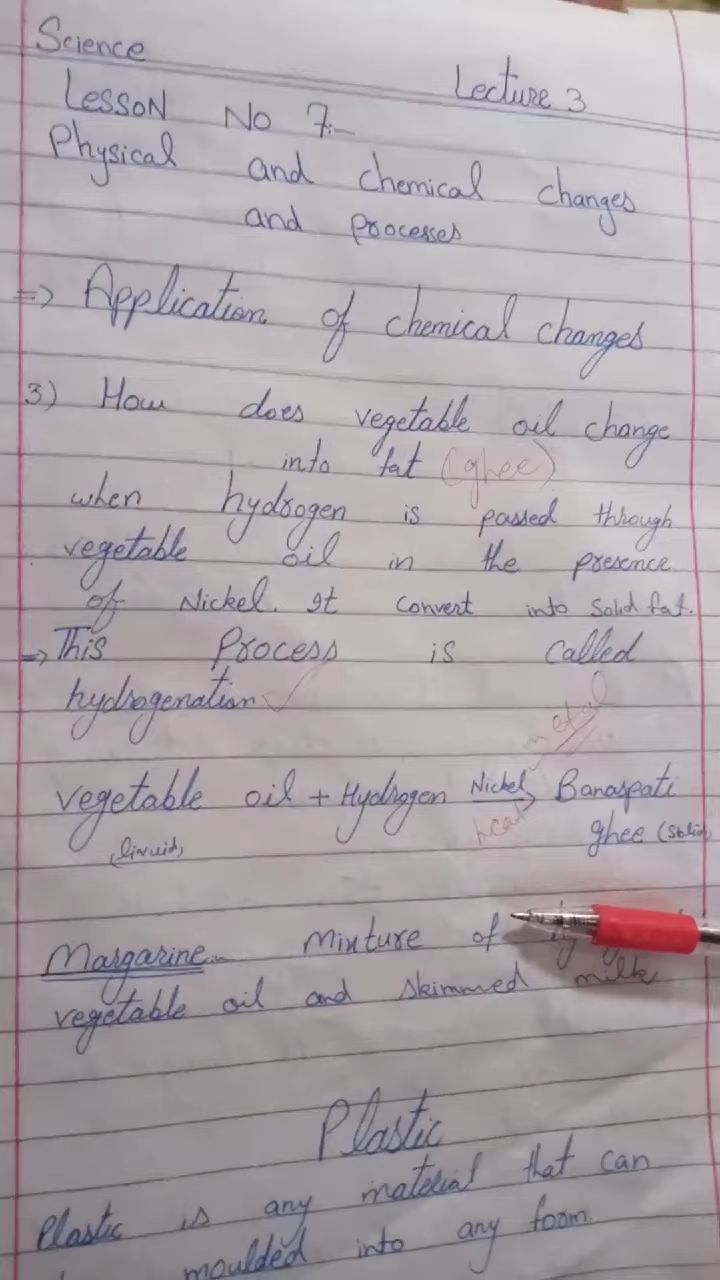 Science
Lecture 3
LESSON No 7:-
Physical and chemical changes
and processes
=> Application of chemical changes
3) How does vegetable oil change
into fat (ghee)
when hydrogen is passed through
vegetable oil in the presence
of Nickel. It convert into Solid fat.
=> This Process is called
hydrogenation
metal
vegetable oil + Hydrogen Nickel → Banaspati
heat
(liquid) ghee (solid)
Margarine Mixture of
vegetable oil and skimmed milk
Plastic
Plastic is any material that can
moulded into any form.